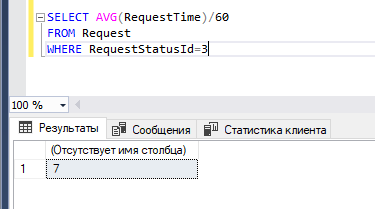 SELECT AVG(RequestTime)/60
FROM Request
WHERE RequestStatusId=3
100 %
Результаты Сообщения Статистика клиента
(Отсутствует имя столбца)
1 7